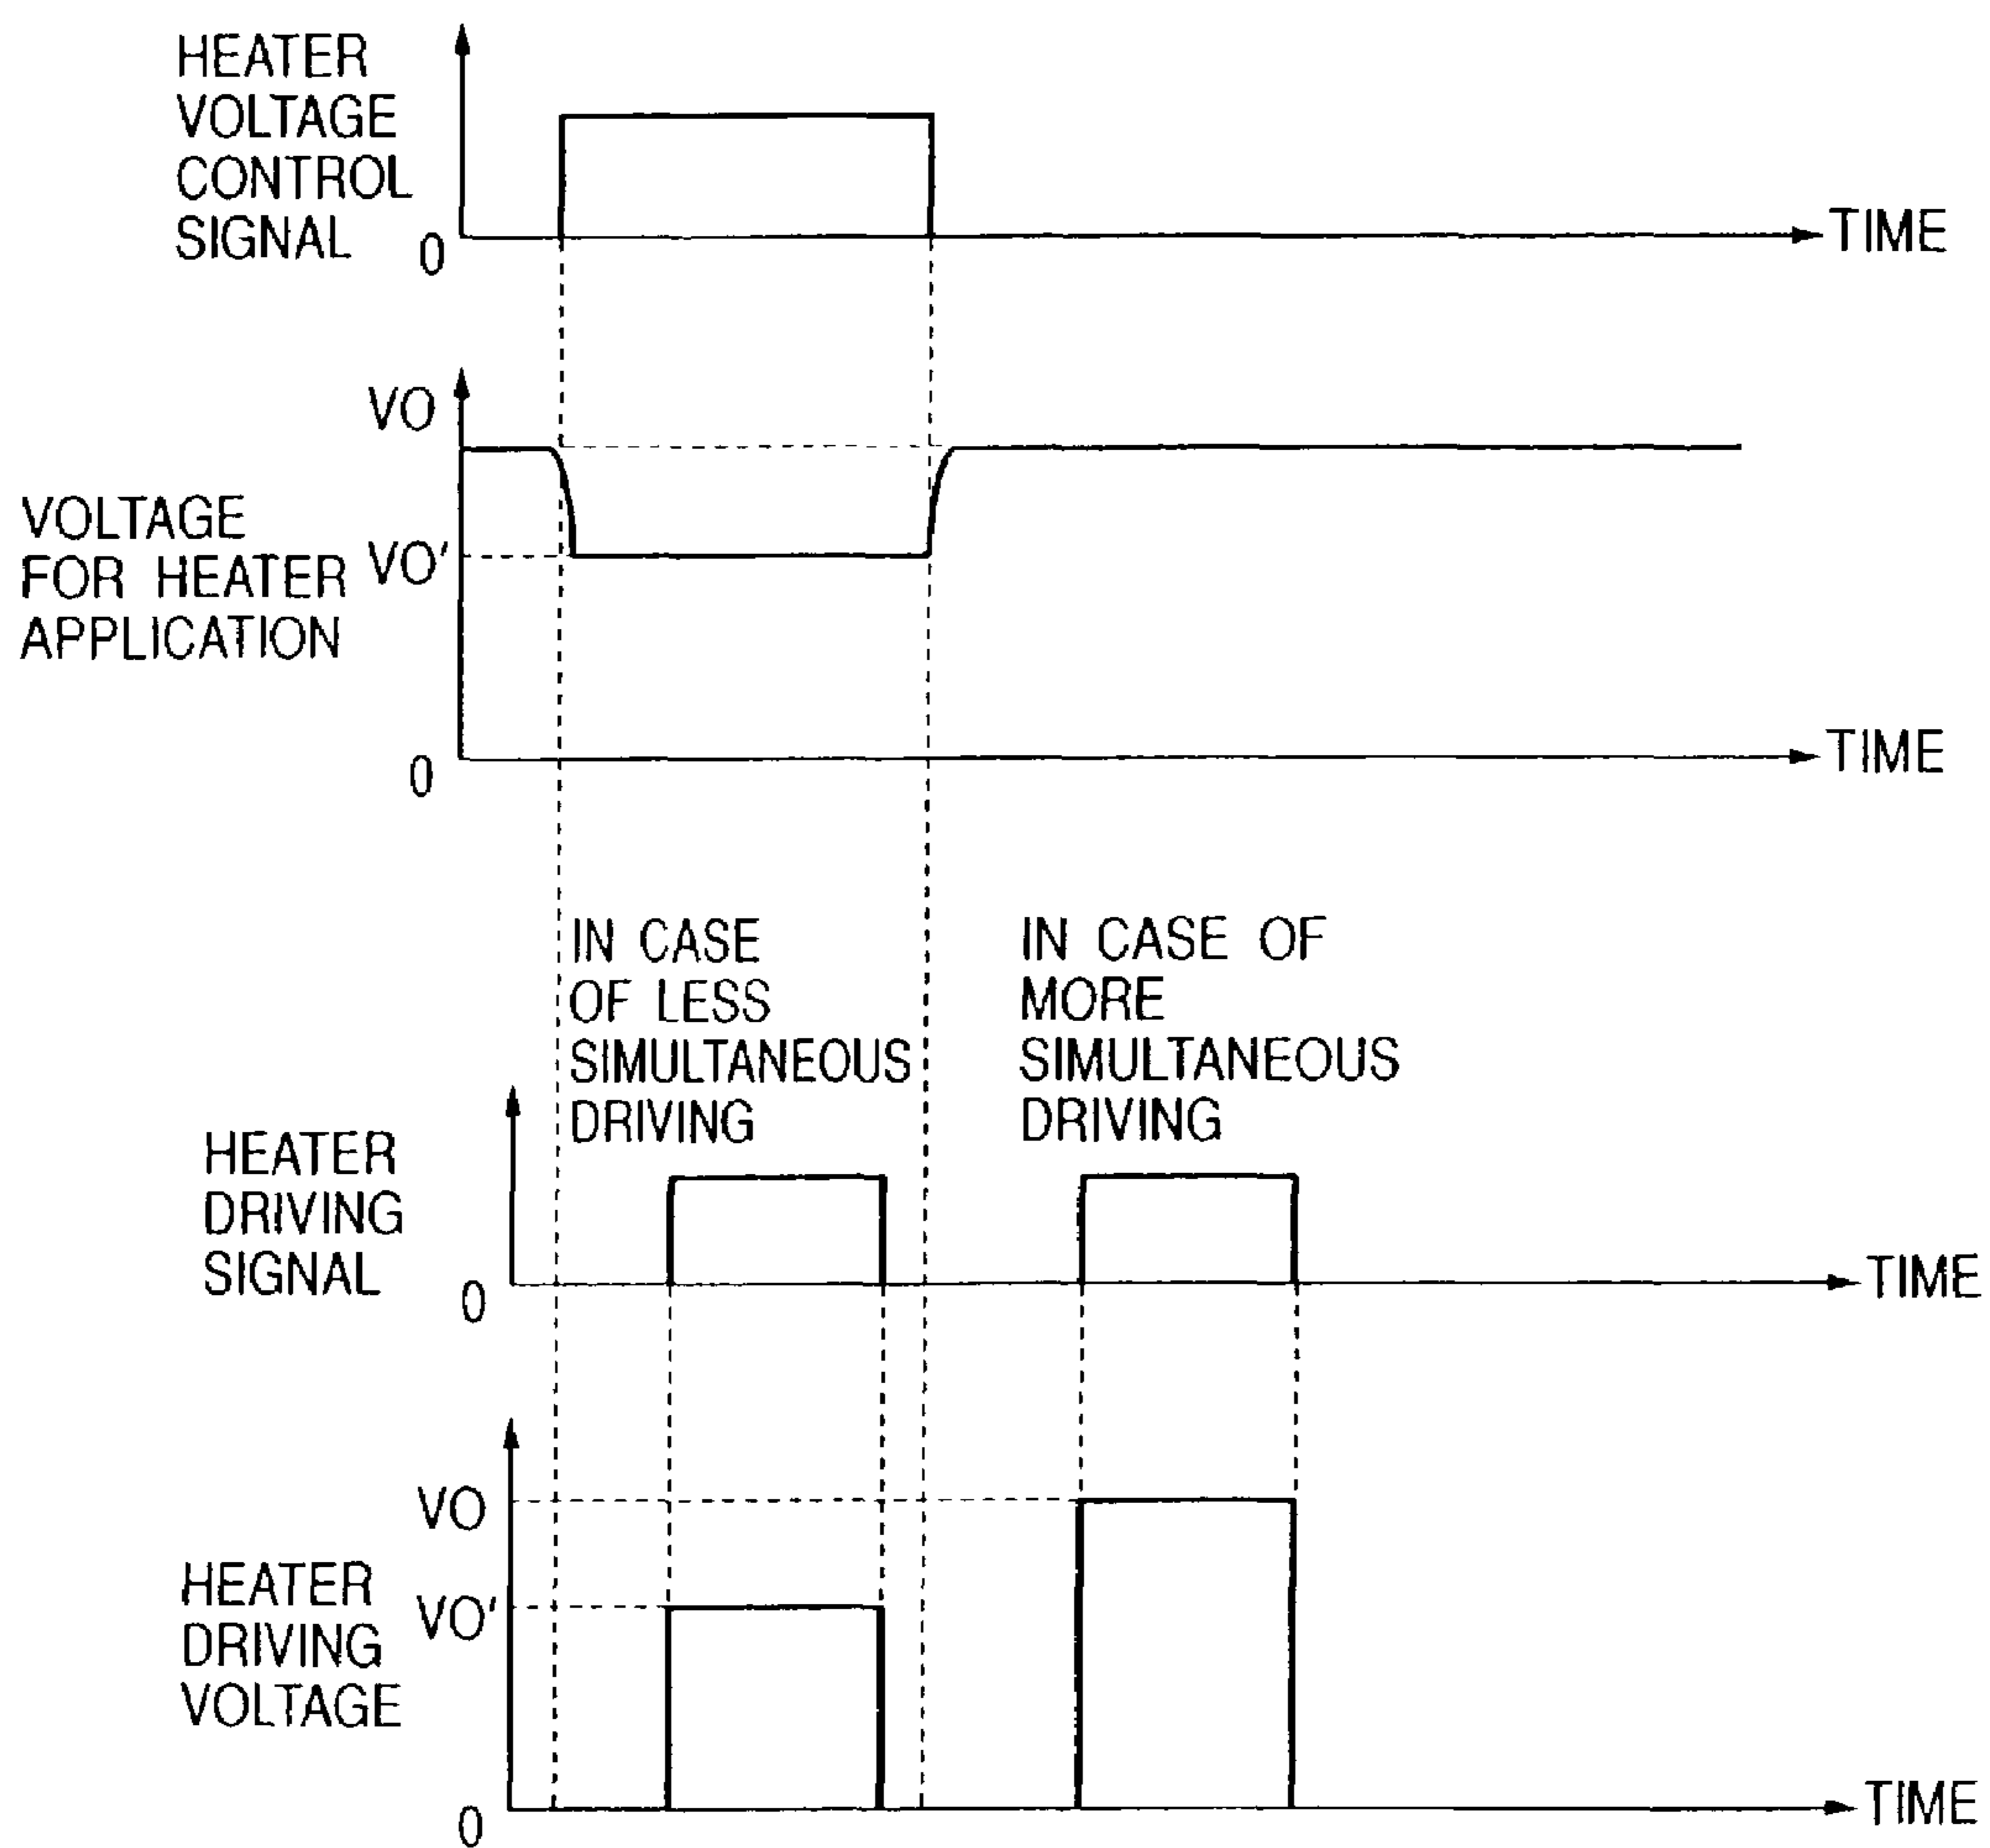 HEATER
VOLTAGE
CONTROL
SIGNAL
0
TIME
VO
VOLTAGE
FOR HEATER
APPLICATION
VO'
0
TIME
IN CASE
OF LESS
SIMULTANEOUS
DRIVING
IN CASE OF
MORE
SIMULTANEOUS
DRIVING
HEATER
DRIVING
SIGNAL
0
TIME
VO
VO'
HEATER
DRIVING
VOLTAGE
0
TIME